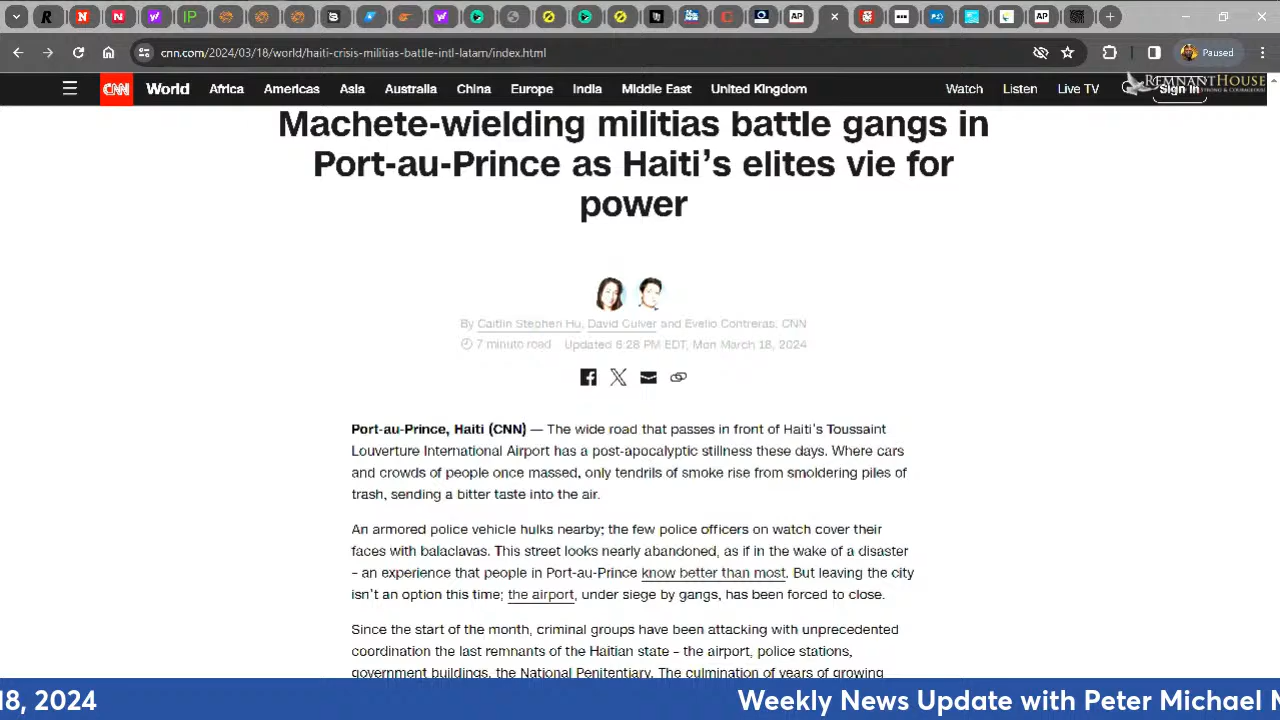 cnn.com/2024/03/18/world/haiti-crisis-militias-battle-intl-latam/index.html
Paused
CNN World Africa Americas Asia Australia China Europe India Middle East United Kingdom Watch Listen Live TV Sign in
REMNANTHOUSE
STRONG & COURAGEOUS
Machete-wielding militias battle gangs in
Port-au-Prince as Haiti’s elites vie for
power
By Caitlin Stephen Hu, David Culver and Evelio Contreras, CNN
7 minute read Updated 6:28 PM EDT, Mon March 18, 2024
Port-au-Prince, Haiti (CNN) — The wide road that passes in front of Haiti’s Toussaint
Louverture International Airport has a post-apocalyptic stillness these days. Where cars
and crowds of people once massed, only tendrils of smoke rise from smoldering piles of
trash, sending a bitter taste into the air.
An armored police vehicle hulks nearby; the few police officers on watch cover their
faces with balaclavas. This street looks nearly abandoned, as if in the wake of a disaster
– an experience that people in Port-au-Prince know better than most. But leaving the city
isn’t an option this time; the airport, under siege by gangs, has been forced to close.
Since the start of the month, criminal groups have been attacking with unprecedented
coordination the last remnants of the Haitian state – the airport, police stations,
government buildings, the National Penitentiary. The culmination of years of growing
18, 2024 Weekly News Update with Peter Michael